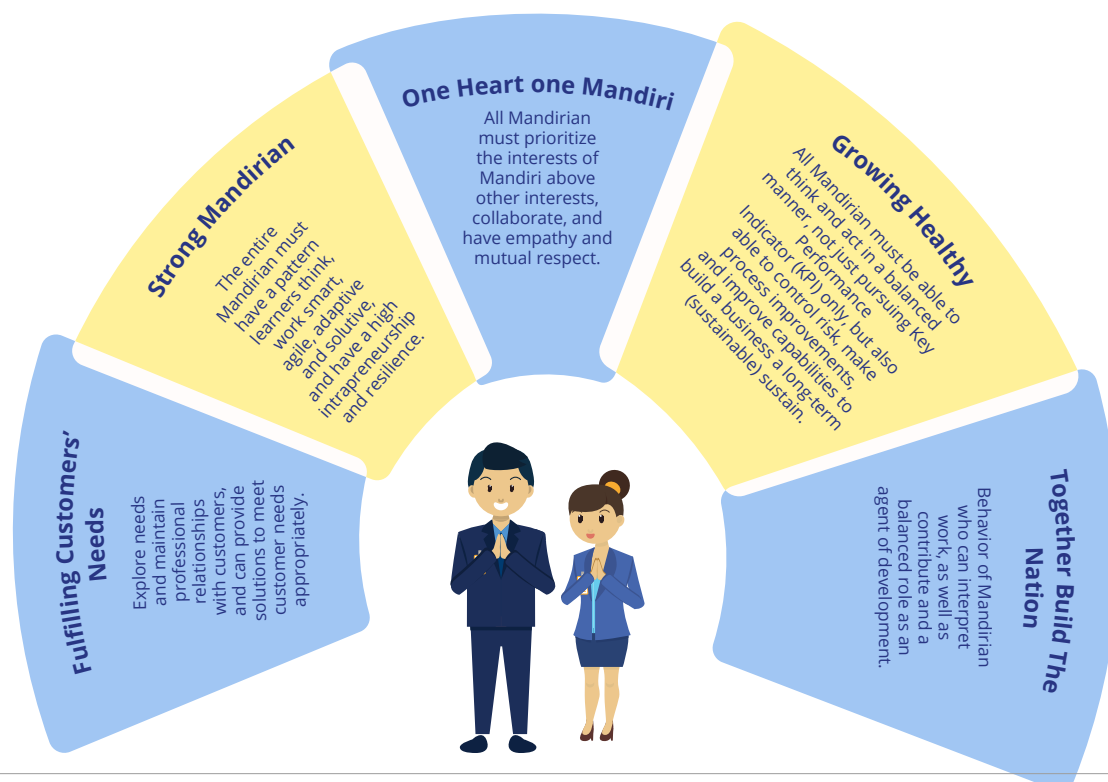 Fulfilling Customers’
Needs
Explore needs
and maintain
professional
relationships
with customers,
and can provide
solutions to meet
customer needs
appropriately.
Strong Mandirian
The entire
Mandirian must
have a pattern
learners think,
work smart,
agile, adaptive
and solutive,
and have a high
intrapreneurship
and resilience.
One Heart one Mandiri
All Mandirian
must prioritize
the interests of
Mandiri above
other interests,
collaborate, and
have empathy and
mutual respect.
Growing Healthy
All Mandirian must be able to
think and act in a balanced
manner, not just pursuing Key
Performance
Indicator (KPI) only, but also
able to control risk, make
process improvements,
and improve capabilities to
build a business a long-term
(sustainable) sustain.
Together Build The
Nation
Behavior of Mandirian
who can interpret
work, as well as
contribute and a
balanced role as an
agent of development.